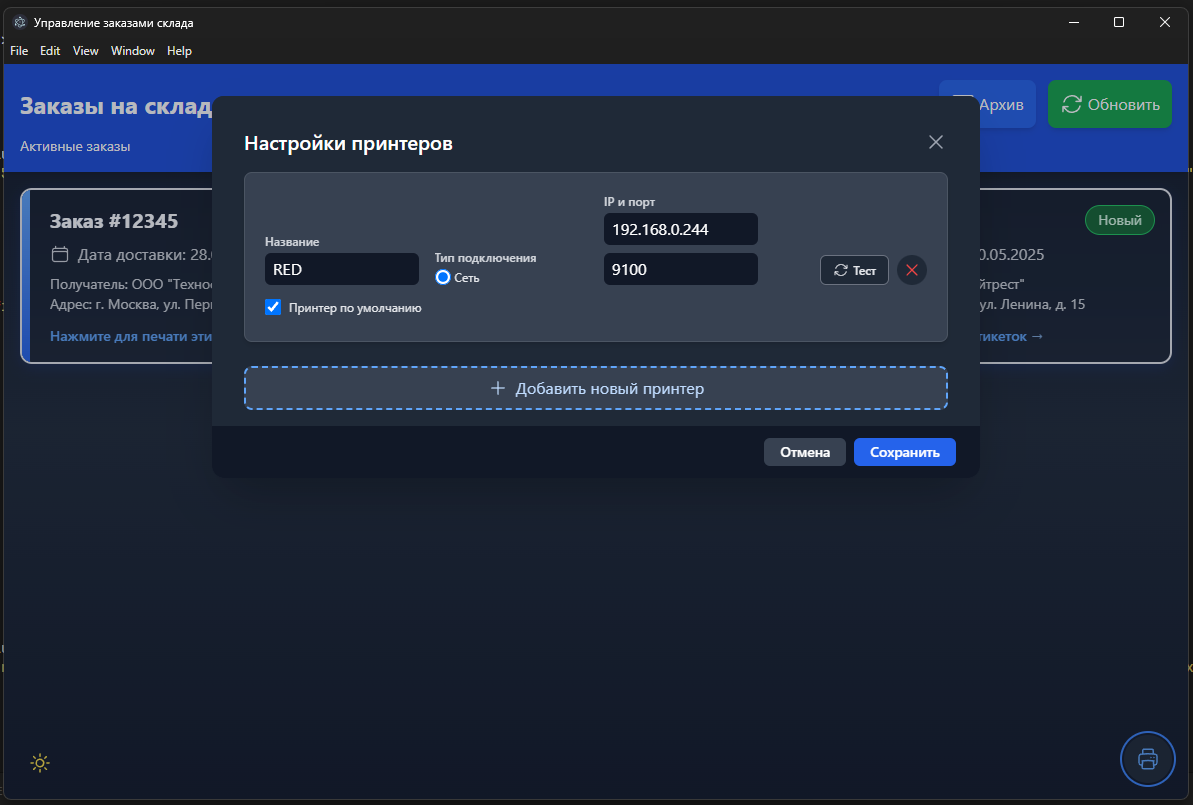 Управление заказами склада
File Edit View Window Help
Заказы на склад
Активные заказы
Архив
Обновить
Настройки принтеров
Название
RED
Принтер по умолчанию
Тип подключения
Сеть
IP и порт
192.168.0.244
9100
Тест
Добавить новый принтер
Отмена
Сохранить
Заказ #12345
Дата доставки: 28.
Получатель: ООО "Технос
Адрес: г. Москва, ул. Пер
Нажмите для печати эти
Новый
0.05.2025
йтрест"
ул. Ленина, д. 15
тикеток →